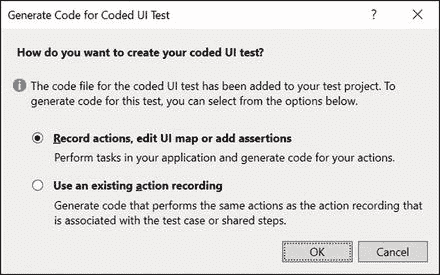 Generate Code for Coded UI Test
How do you want to create your coded UI test?
The code file for the coded UI test has been added to your test project. To
generate code for this test, you can select from the options below.
Record actions, edit UI map or add assertions
Perform tasks in your application and generate code for your actions.
Use an existing action recording
Generate code that performs the same actions as the action recording that
is associated with the test case or shared steps.
OK Cancel